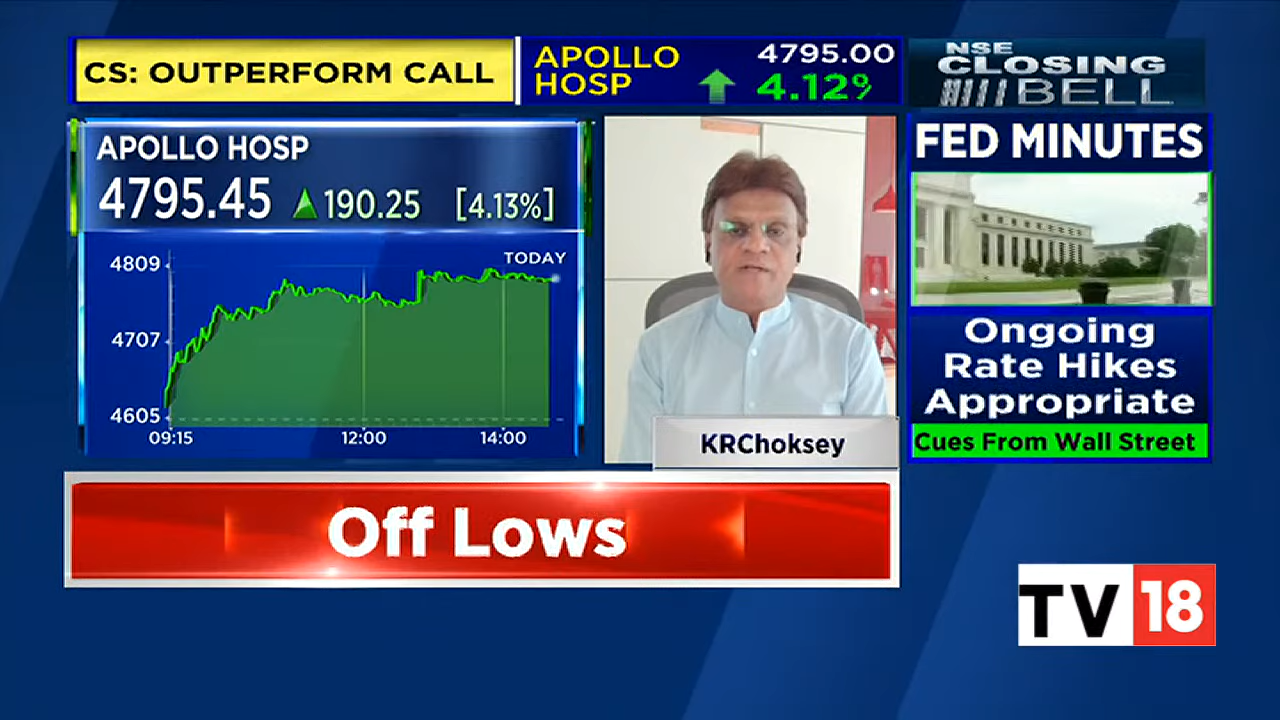 CS: OUTPERFORM CALL
APOLLO
HOSP
4795.00
4.12%
NSE
CLOSING
BELL
APOLLO HOSP
4795.45 190.25 [4.13%]
TODAY
4809
4707
4605
09:15 12:00 14:00
KRChoksey
FED MINUTES
Ongoing
Rate Hikes
Appropriate
Cues From Wall Street
Off Lows
TV18